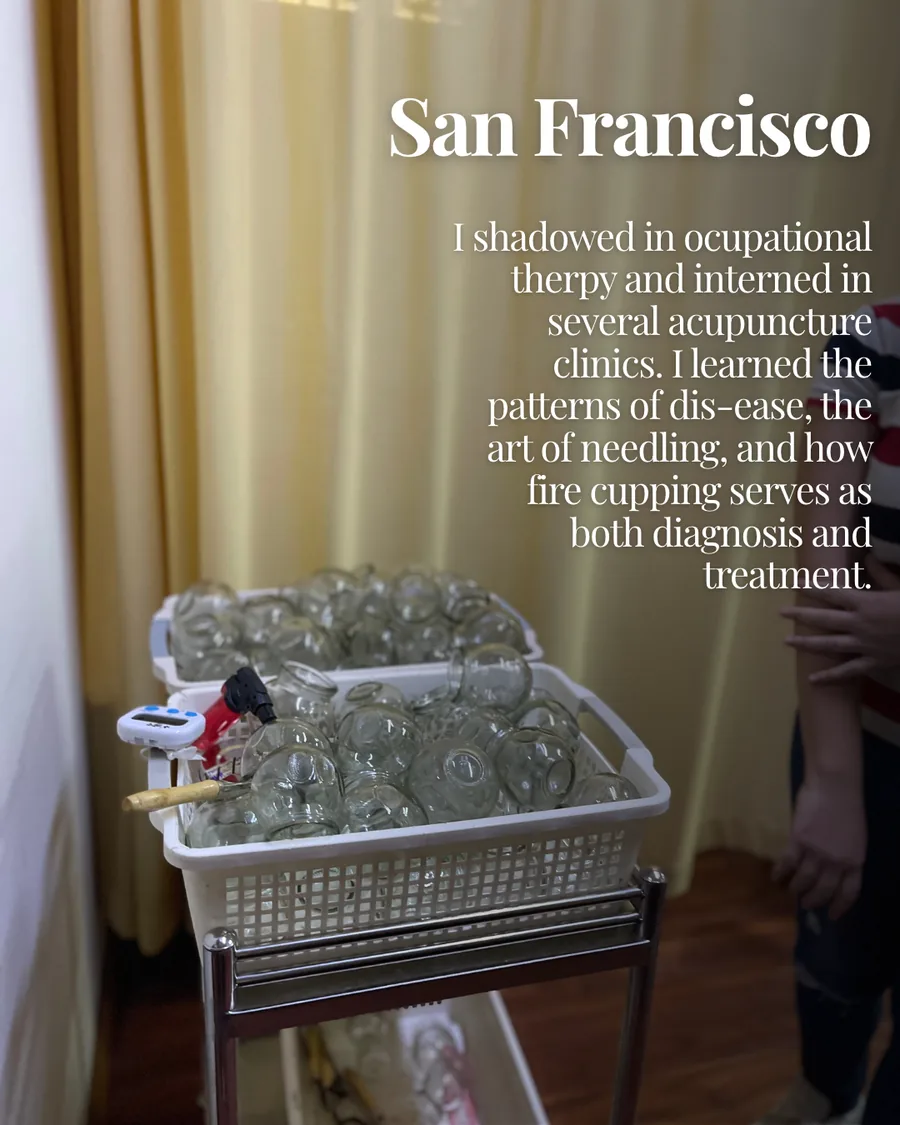 San Francisco
I shadowed in ocupational
therpy and interned in
several acupuncture
clinics. I learned the
patterns of dis-ease, the
art of needling, and how
fire cupping serves as
both diagnosis and
treatment.